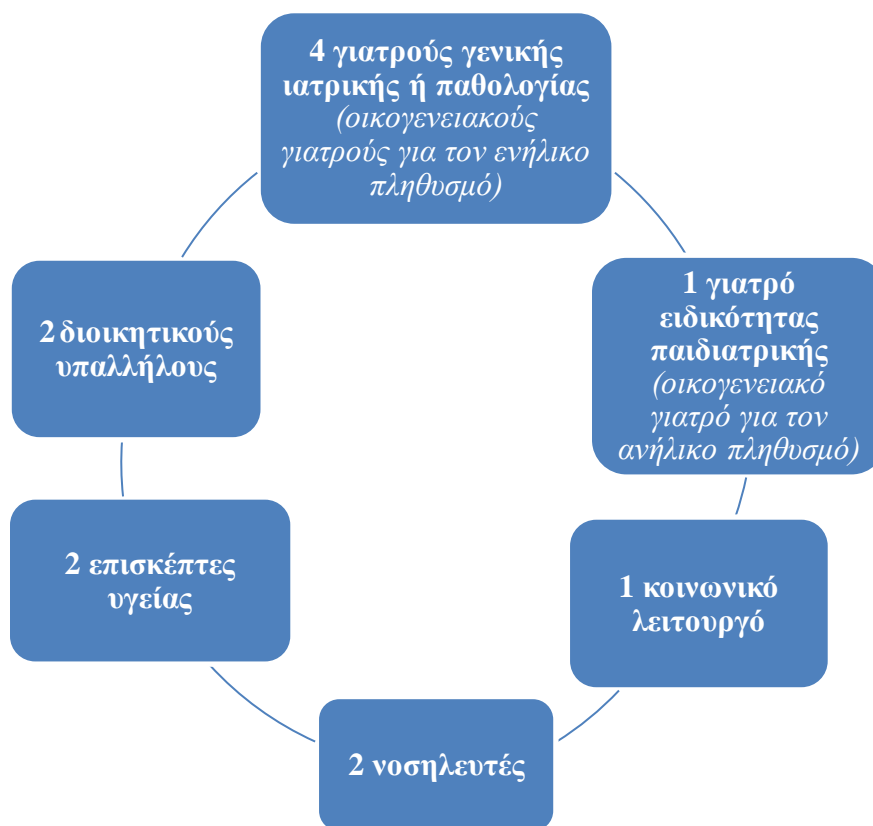 4 γιατρούς γενικής
ιατρικής ή παθολογίας
(οικογενειακούς
γιατρούς για τον ενήλικο
πληθυσμό)
1 γιατρό
ειδικότητας
παιδιατρικής
(οικογενειακό
γιατρό για τον
ανήλικο πληθυσμό)
1 κοινωνικό
λειτουργό
2 νοσηλευτές
2 επισκέπτες
υγείας
2 διοικητικούς
υπαλλήλους